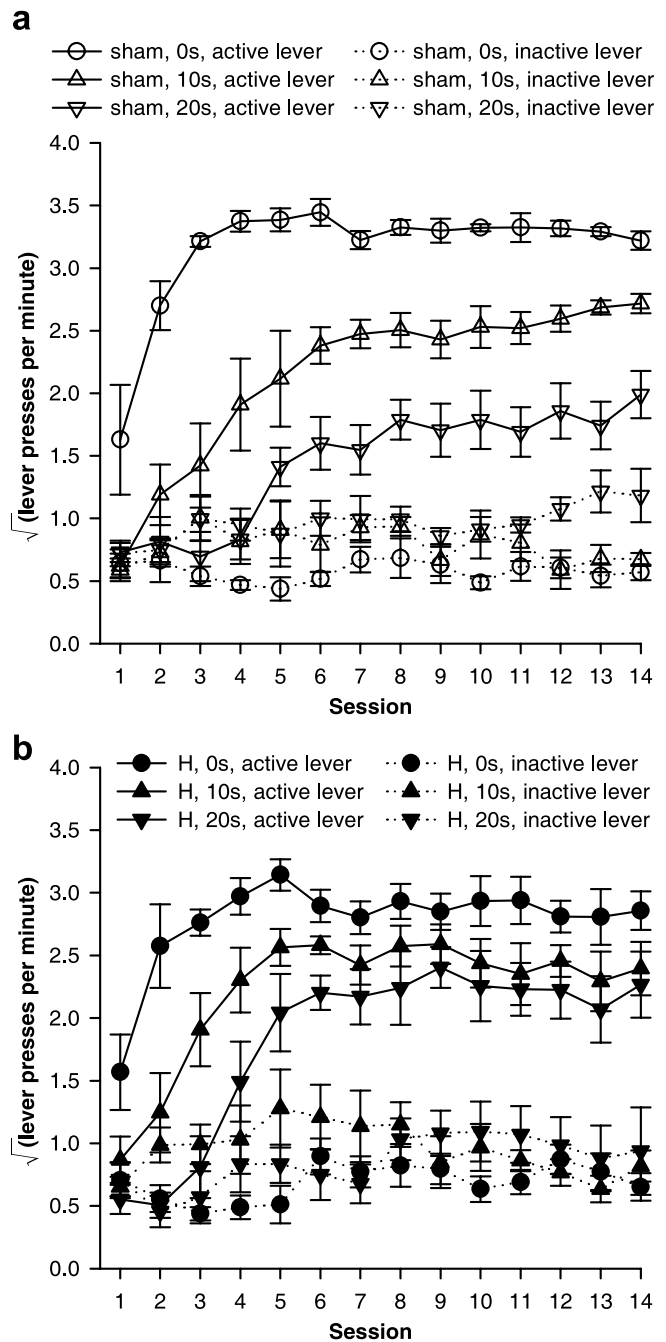 a
sham, 0s, active lever sham, 0s, inactive lever
sham, 10s, active lever sham, 10s, inactive lever
sham, 20s, active lever sham, 20s, inactive lever
4.0
3.5
3.0
2.5
2.0
1.5
1.0
0.5
0.0
√(lever presses per minute)
1 2 3 4 5 6 7 8 9 10 11 12 13 14
Session
b
H, 0s, active lever H, 0s, inactive lever
H, 10s, active lever H, 10s, inactive lever
H, 20s, active lever H, 20s, inactive lever
4.0
3.5
3.0
2.5
2.0
1.5
1.0
0.5
0.0
√(lever presses per minute)
1 2 3 4 5 6 7 8 9 10 11 12 13 14
Session